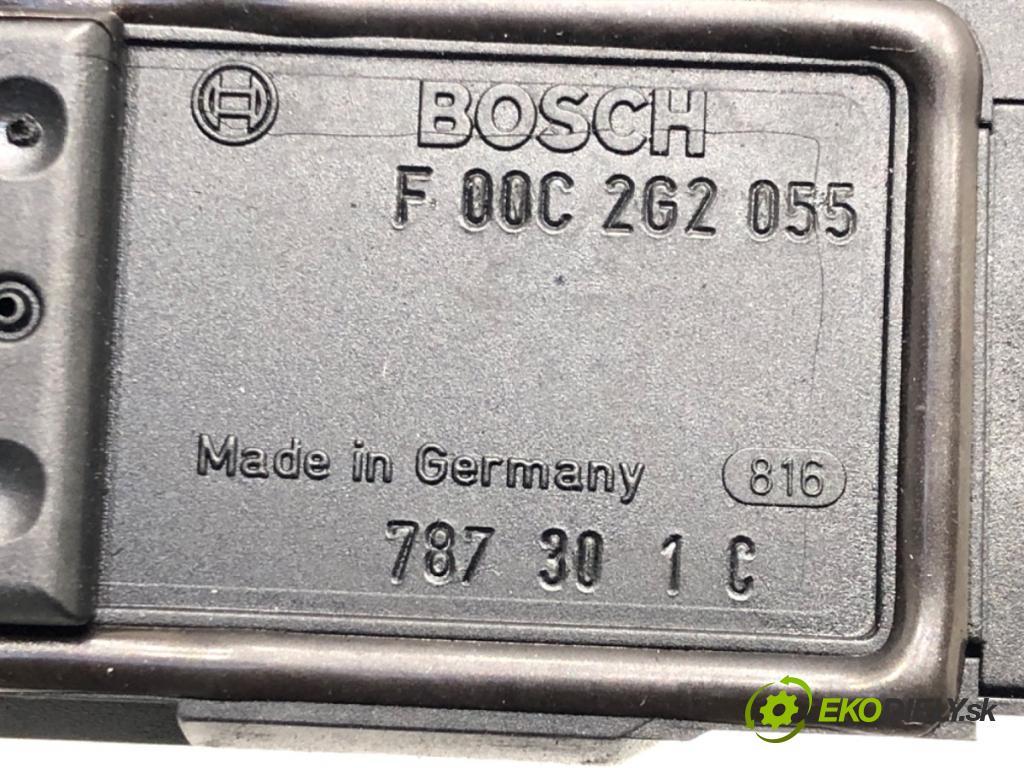 BOSCH
F 00C 2G2 055
Made in Germany 816
787 30 1 C
EKODIELY.sk